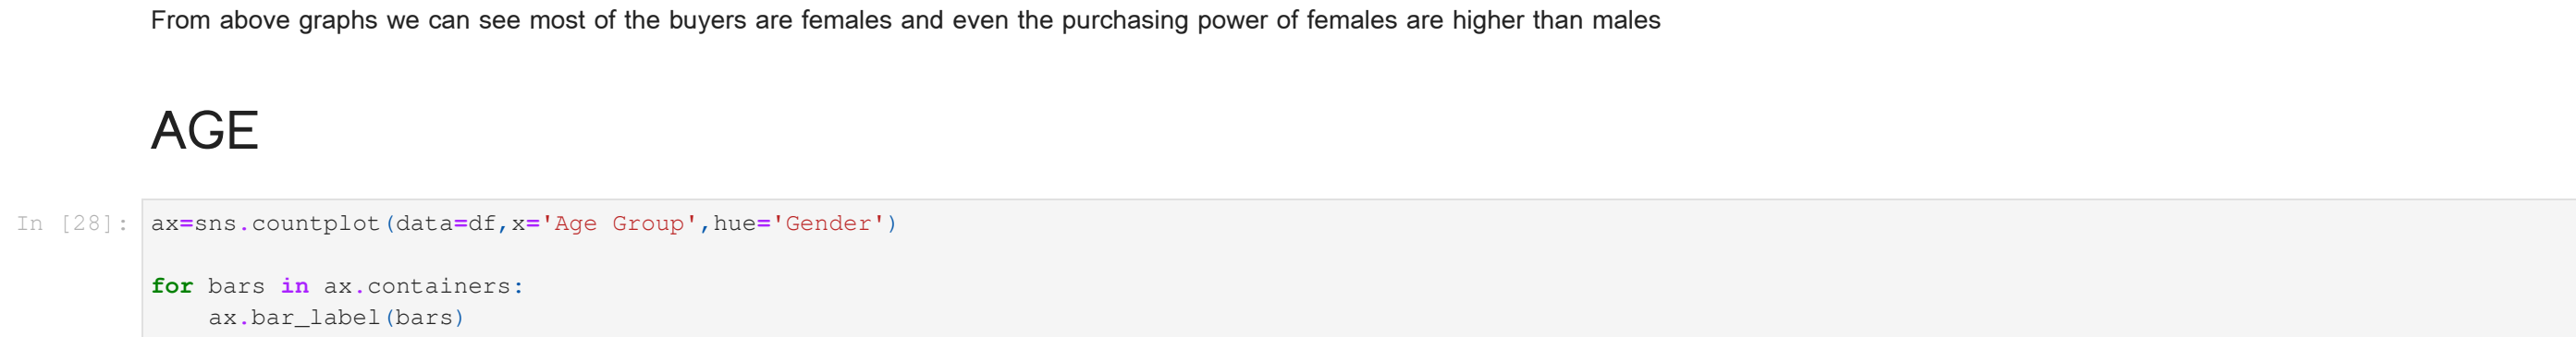 From above graphs we can see most of the buyers are females and even the purchasing power of females are higher than males
AGE
In [28]: ax=sns.countplot(data=df,x='Age Group',hue='Gender')
for bars in ax.containers:
    ax.bar_label(bars)